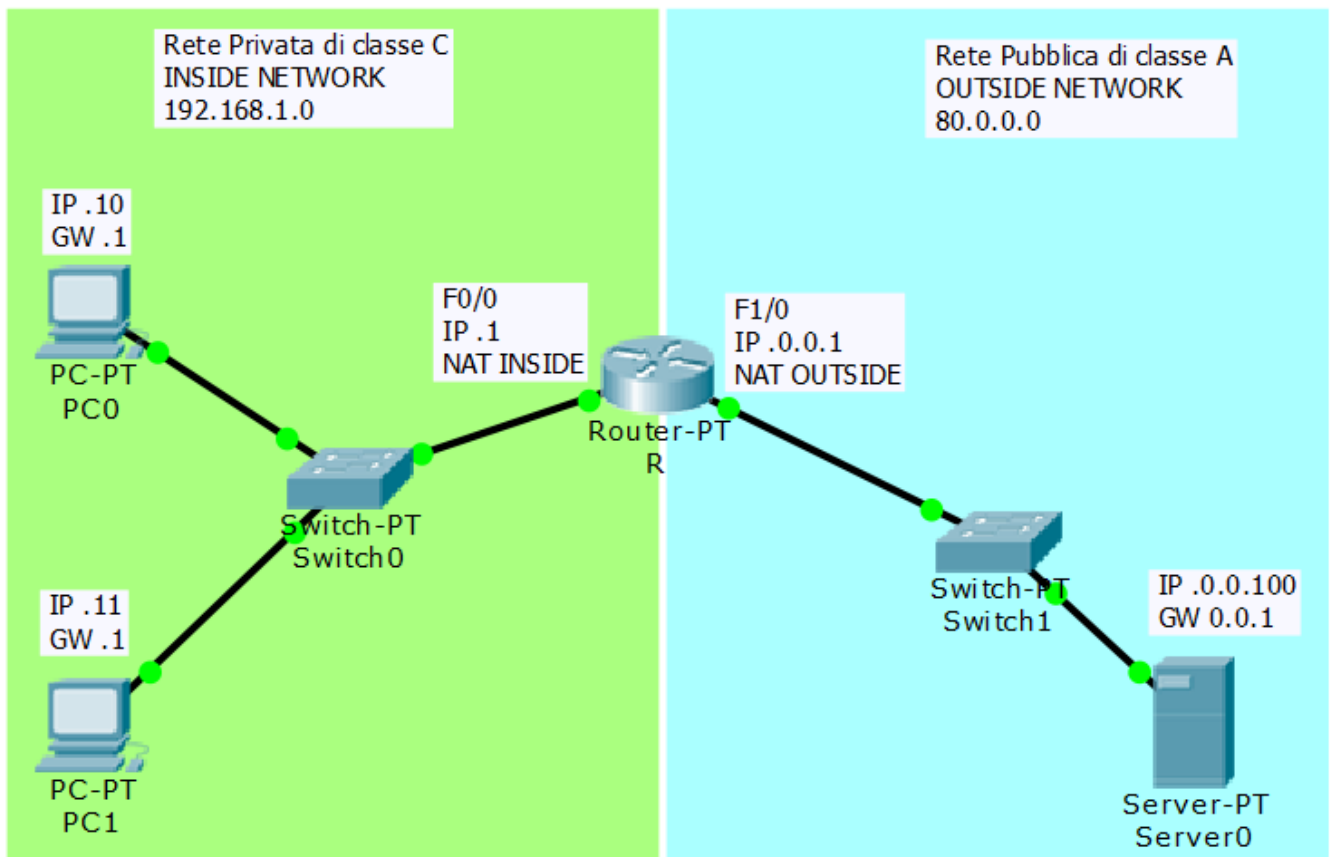 Rete Privata di classe C
INSIDE NETWORK
192.168.1.0
Rete Pubblica di classe A
OUTSIDE NETWORK
80.0.0.0
IP .10
GW .1
PC-PT
PC0
F0/0
IP .1
NAT INSIDE
F1/0
IP .0.0.1
NAT OUTSIDE
Router-PT
R
Switch-PT
Switch0
IP .11
GW .1
PC-PT
PC1
Switch-PT
Switch1
IP .0.0.100
GW 0.0.1
Server-PT
Server0